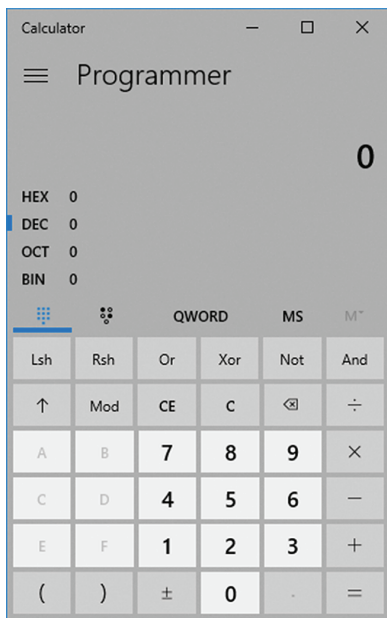 Calculator
Programmer
0
HEX 0
DEC 0
OCT 0
BIN 0
QWORD MS M˅
Lsh Rsh Or Xor Not And
↑ Mod CE C ⌫ ÷
A B 7 8 9 ×
C D 4 5 6 −
E F 1 2 3 +
( ) ± 0 . =